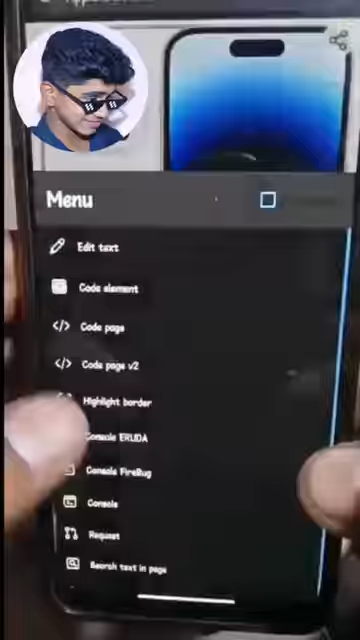 Menu
Edit text
Code element
Code page
Code page v2
Highlight border
Console ERUDA
Console FireBug
Console
Request
Search text in page